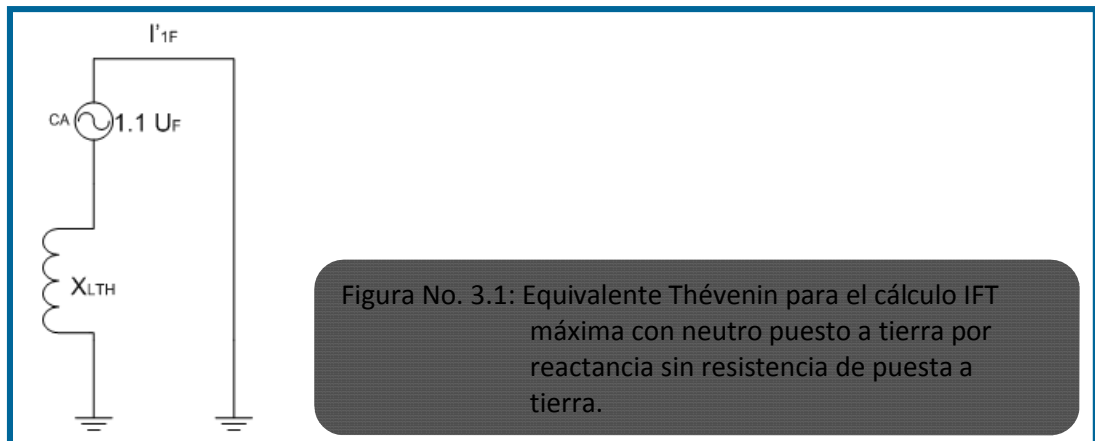 I'1F
CA
1.1 UF
XLTH
Figura No. 3.1: Equivalente Thévenin para el cálculo IFT
máxima con neutro puesto a tierra por
reactancia sin resistencia de puesta a
tierra.